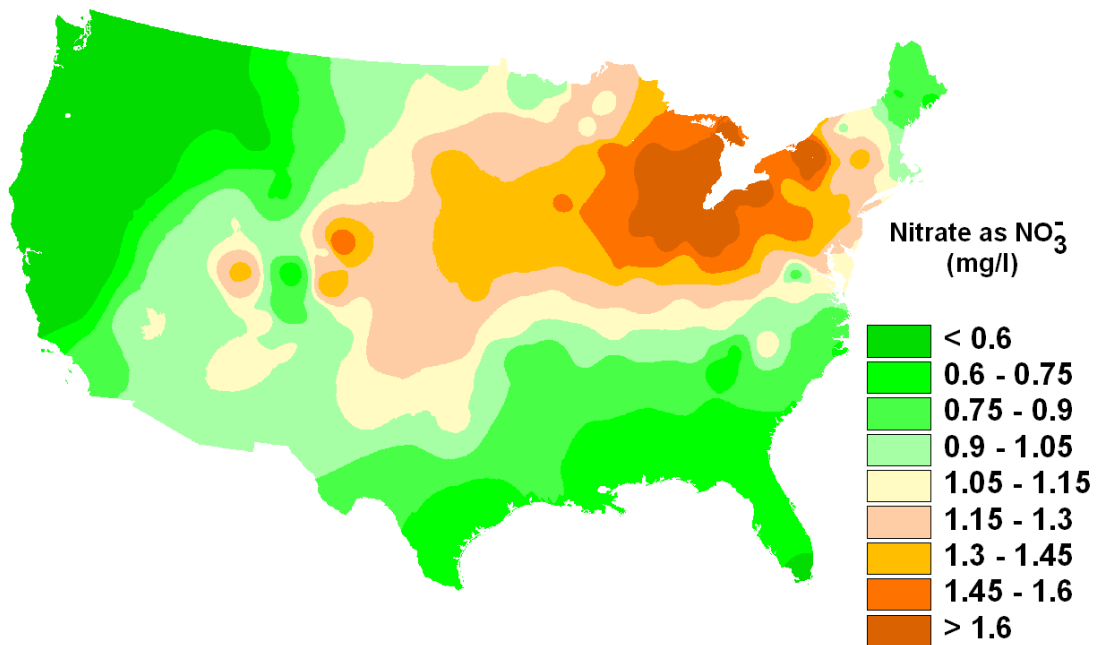 Nitrate as NO₃⁻
(mg/l)
< 0.6
0.6 - 0.75
0.75 - 0.9
0.9 - 1.05
1.05 - 1.15
1.15 - 1.3
1.3 - 1.45
1.45 - 1.6
> 1.6